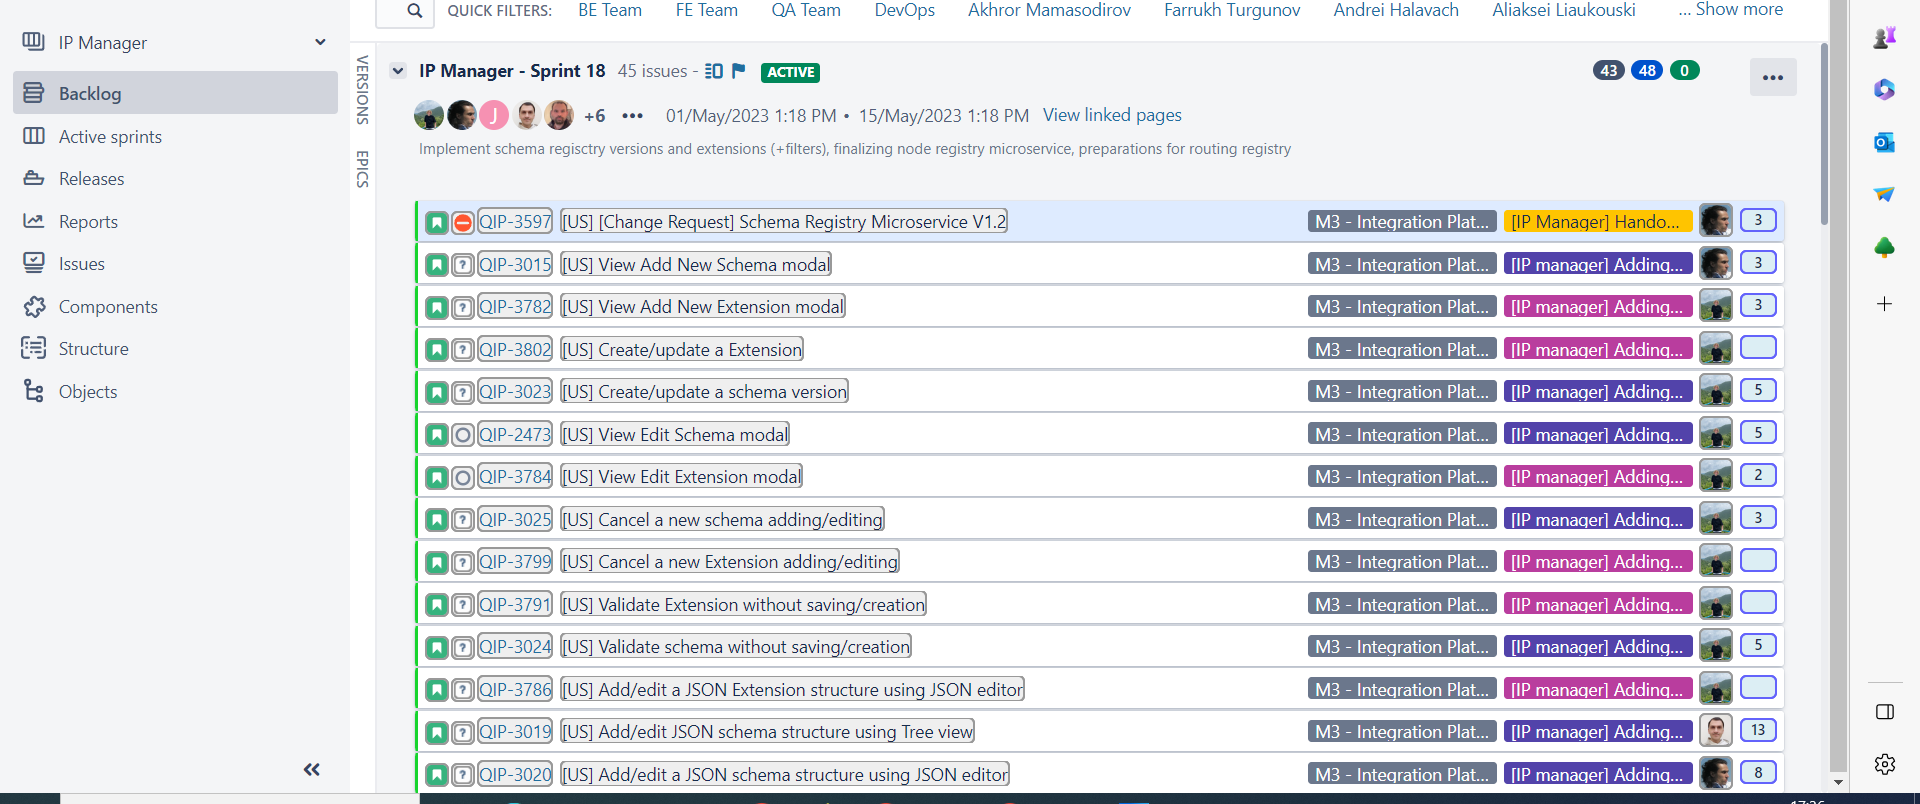 QUICK FILTERS: BE Team FE Team QA Team DevOps Akhror Mamasodirov Farrukh Turgunov Andrei Halavach Aliaksei Liaukouski ... Show more
IP Manager
Backlog
Active sprints
Releases
Reports
Issues
Components
Structure
Objects
VERSIONS
EPICS
IP Manager - Sprint 18 45 issues - ACTIVE 43 48 0
J +6 ••• 01/May/2023 1:18 PM • 15/May/2023 1:18 PM View linked pages
Implement schema regisctry versions and extensions (+filters), finalizing node registry microservice, preparations for routing registry
QIP-3597 [US] [Change Request] Schema Registry Microservice V1.2 M3 - Integration Plat... [IP Manager] Hando... 3
? QIP-3015 [US] View Add New Schema modal M3 - Integration Plat... [IP manager] Adding... 3
? QIP-3782 [US] View Add New Extension modal M3 - Integration Plat... [IP manager] Adding... 3
? QIP-3802 [US] Create/update a Extension M3 - Integration Plat... [IP manager] Adding...
? QIP-3023 [US] Create/update a schema version M3 - Integration Plat... [IP manager] Adding... 5
QIP-2473 [US] View Edit Schema modal M3 - Integration Plat... [IP manager] Adding... 5
QIP-3784 [US] View Edit Extension modal M3 - Integration Plat... [IP manager] Adding... 2
? QIP-3025 [US] Cancel a new schema adding/editing M3 - Integration Plat... [IP manager] Adding... 3
? QIP-3799 [US] Cancel a new Extension adding/editing M3 - Integration Plat... [IP manager] Adding...
? QIP-3791 [US] Validate Extension without saving/creation M3 - Integration Plat... [IP manager] Adding...
? QIP-3024 [US] Validate schema without saving/creation M3 - Integration Plat... [IP manager] Adding... 5
? QIP-3786 [US] Add/edit a JSON Extension structure using JSON editor M3 - Integration Plat... [IP manager] Adding...
? QIP-3019 [US] Add/edit JSON schema structure using Tree view M3 - Integration Plat... [IP manager] Adding... 13
? QIP-3020 [US] Add/edit a JSON schema structure using JSON editor M3 - Integration Plat... [IP manager] Adding... 8